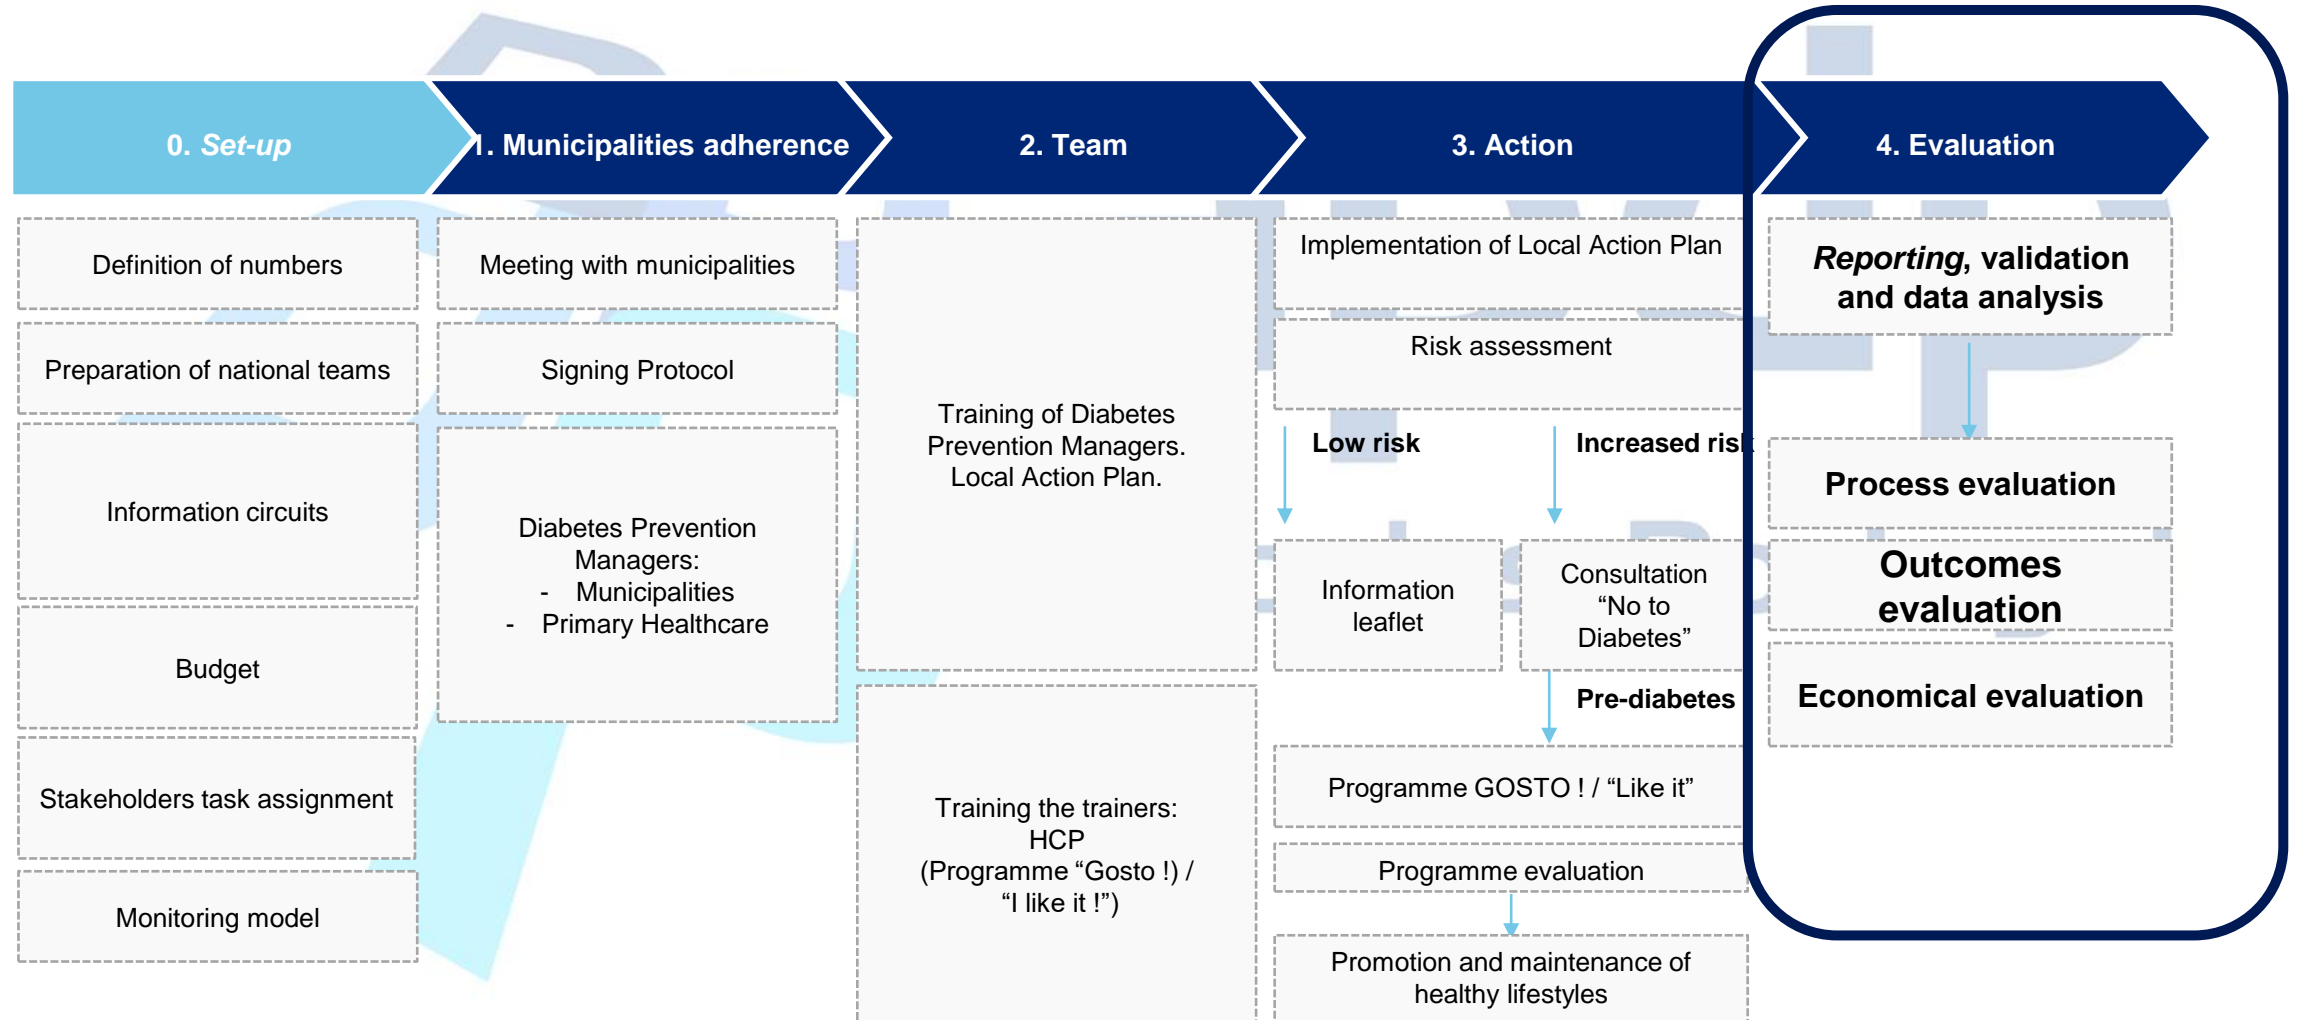 0. Set-up
1. Municipalities adherence
2. Team
3. Action
4. Evaluation
Definition of numbers
Preparation of national teams
Information circuits
Budget
Stakeholders task assignment
Monitoring model
Meeting with municipalities
Signing Protocol
Diabetes Prevention
Managers:
- Municipalities
- Primary Healthcare
Training of Diabetes
Prevention Managers.
Local Action Plan.
Training the trainers:
HCP
(Programme “Gosto !) /
“I like it !”)
Implementation of Local Action Plan
Risk assessment
Low risk
Increased risk
Information
leaflet
Consultation
“No to
Diabetes”
Pre-diabetes
Programme GOSTO ! / “Like it”
Programme evaluation
Promotion and maintenance of
healthy lifestyles
Reporting, validation
and data analysis
Process evaluation
Outcomes
evaluation
Economical evaluation